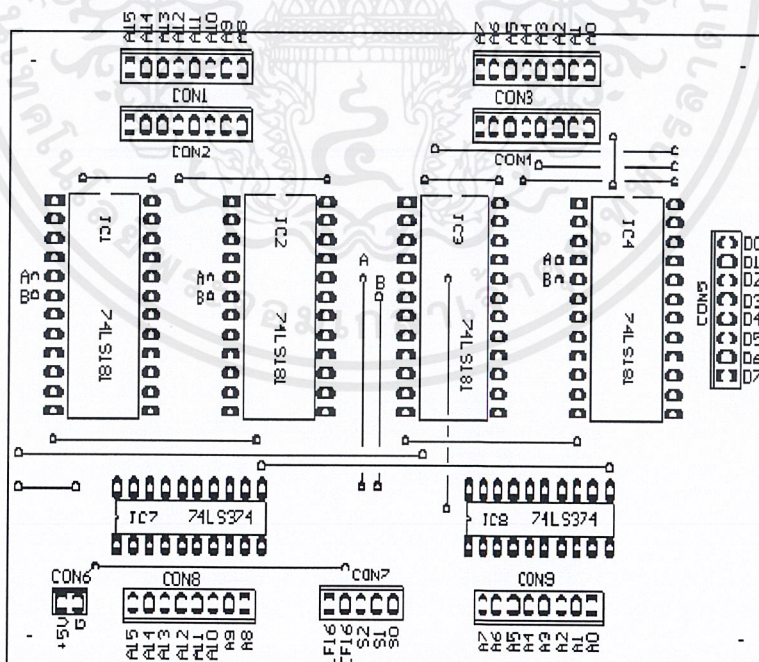 A15 A14 A13 A12 A11 A10 A9 A8
A7 A6 A5 A4 A3 A2 A1 A0
CON1
CON3
CON2
CON4
IC1
IC2
IC3
IC4
A
B
A
B
A
B
A
B
74LS181
74LS181
74LS181
74LS181
CON5
D0
D1
D2
D3
D4
D5
D6
D7
IC7 74LS374
IC8 74LS374
CON6
CON8
CON7
CON9
+5V
G
A15 A14 A13 A12 A11 A10 A9 A8
CF16 S2 S1 S0
A7 A6 A5 A4 A3 A2 A1 A0